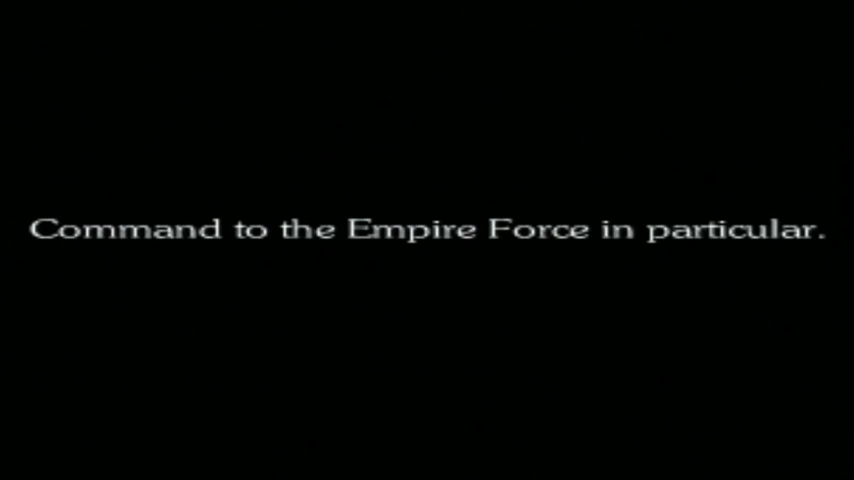 Command to the Empire Force in particular.